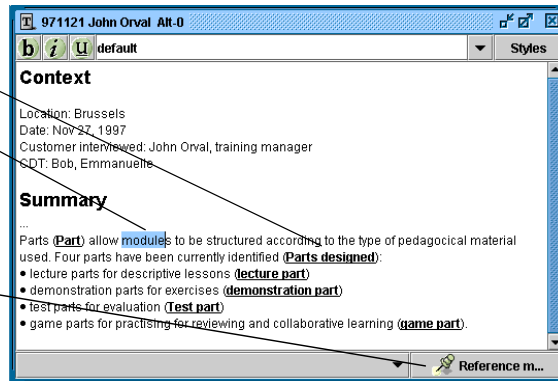 971121 John Orval Alt-0
b i u default Styles
Context
Location: Brussels
Date: Nov 27, 1997
Customer interviewed: John Orval, training manager
CDT: Bob, Emmanuelle
Summary
...
Parts (Part) allow modules to be structured according to the type of pedagocical material
used. Four parts have been currently identified (Parts designed):
• lecture parts for descriptive lessons (lecture part)
• demonstration parts for exercises (demonstration part)
• test parts for evaluation (Test part)
• game parts for practising for reviewing and collaborative learning (game part).
Reference m...